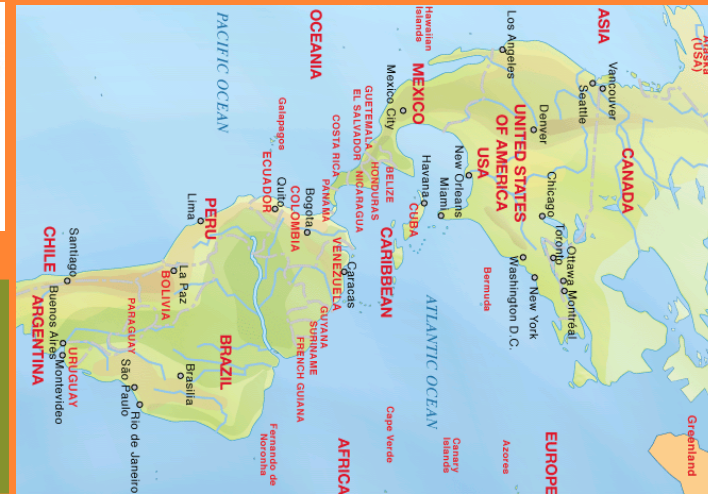 Alaska
(USA)
Greenland
CANADA
ASIA
Vancouver
Seattle
Ottawa Montréal
Toronto
EUROPE
Chicago
New York
Denver
UNITED STATES
OF AMERICA
USA
Washington D.C.
Los Angeles
Azores
Bermuda
New Orlans
Miami
Canary
Islands
Hawaiian
Islands
ATLANTIC OCEAN
Havana
CUBA
MEXICO
Mexico City
BELIZE
CARIBBEAN
Cape Verde
GUETEMALA
HONDURAS
EL SALVADOR
NICARAGUA
COSTA RICA
PANAMA
Caracas
VENEZUELA
AFRICA
OCEANIA
GUYANA
SURINAME
FRENCH GUIANA
Bogota
COLOMBIA
Galapagos
Quito
ECUADOR
Fernando de
Noronha
PACIFIC OCEAN
PERU
Lima
BRAZIL
La Paz
BOLIVIA
Brasilia
PARAGUAY
São Paulo
Rio de Janeiro
Santiago
CHILE
URUGUAY
Buenos Aires
Montevideo
ARGENTINA